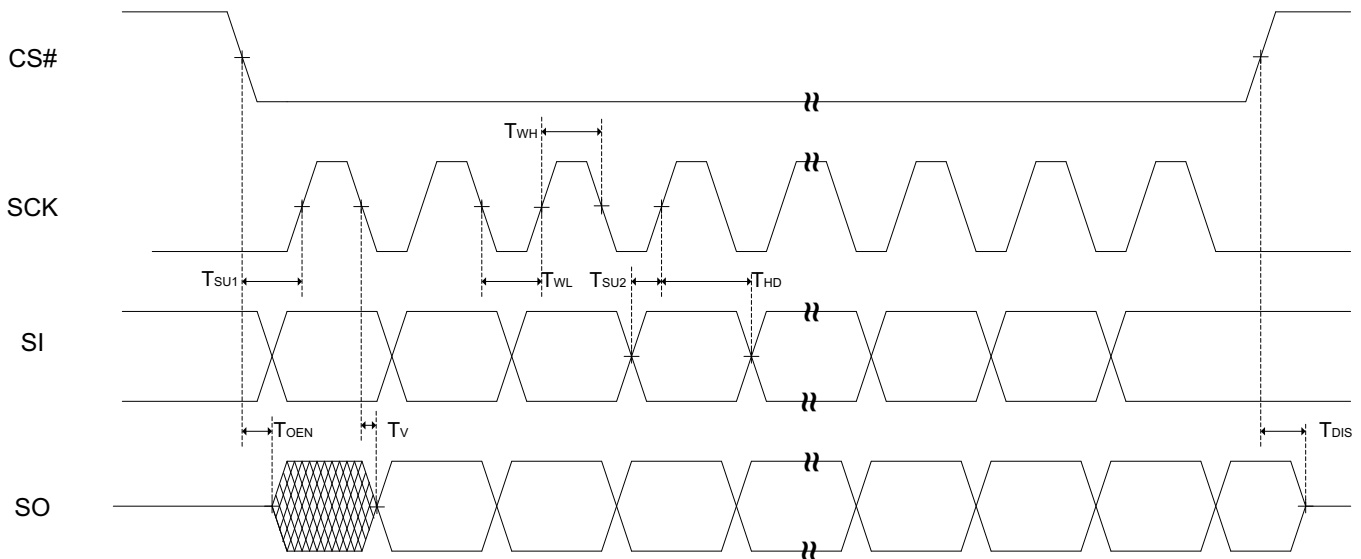 CS#
TWH
SCK
TSU1
TWL
TSU2
THD
SI
TOEN
TV
TDIS
SO